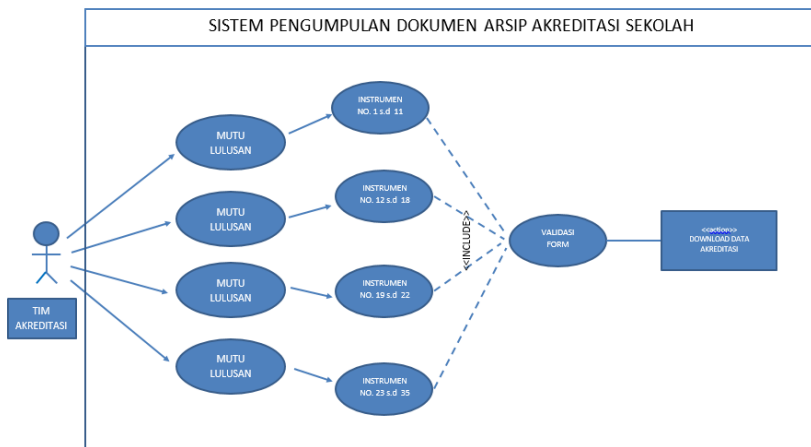 SISTEM PENGUMPULAN DOKUMEN ARSIP AKREDITASI SEKOLAH
MUTU
LULUSAN
INSTRUMEN
NO. 1 s.d 11
MUTU
LULUSAN
INSTRUMEN
NO. 12 s.d 18
MUTU
LULUSAN
INSTRUMEN
NO. 19 s.d 22
MUTU
LULUSAN
INSTRUMEN
NO. 23 s.d 35
TIM
AKREDITASI
<<INCLUDE>>
VALIDASI
FORM
<<action>>
DOWNLOAD DATA
AKREDITASI